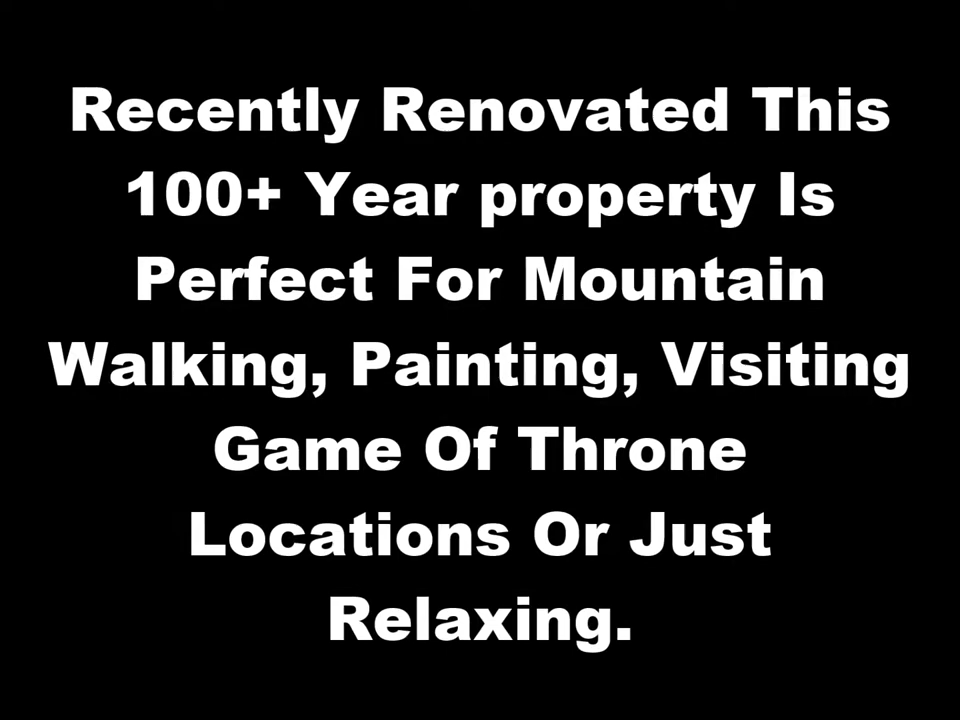 Recently Renovated This
100+ Year property Is
Perfect For Mountain
Walking, Painting, Visiting
Game Of Throne
Locations Or Just
Relaxing.